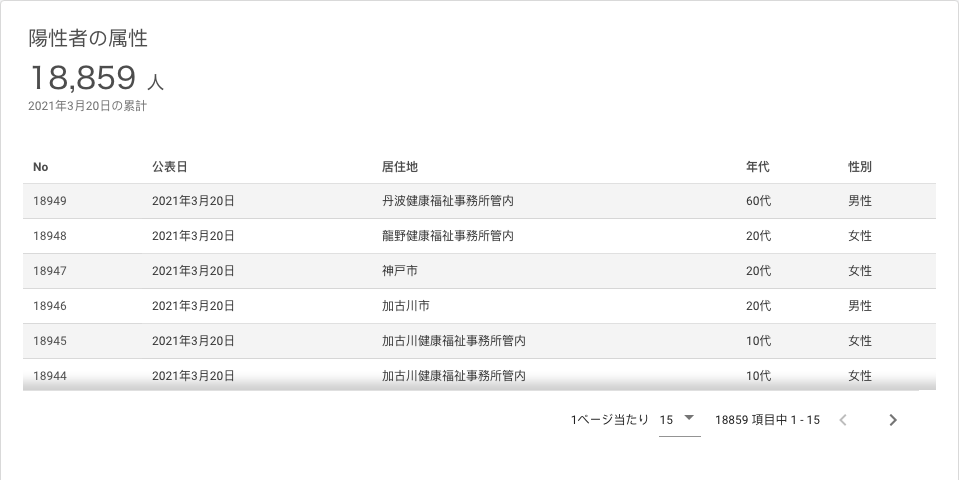 陽性者の属性
18,859 人
2021年3月20日の累計
No 公表日 居住地 年代 性別
18949 2021年3月20日 丹波健康福祉事務所管内 60代 男性
18948 2021年3月20日 龍野健康福祉事務所管内 20代 女性
18947 2021年3月20日 神戸市 20代 女性
18946 2021年3月20日 加古川市 20代 男性
18945 2021年3月20日 加古川健康福祉事務所管内 10代 女性
18944 2021年3月20日 加古川健康福祉事務所管内 10代 女性
1ページ当たり 15 18859 項目中 1 - 15